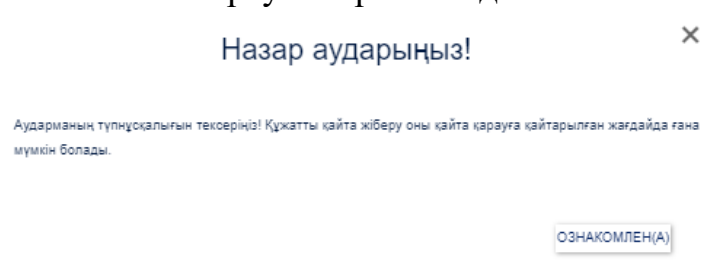 Назар аударыңыз!
Аударманың түпнұсқалығын тексеріңіз! Құжатты қайта жіберу оны қайта қарауға қайтарылған жағдайда ғана
мүмкін болады.
ОЗНАКОМЛЕН(А)